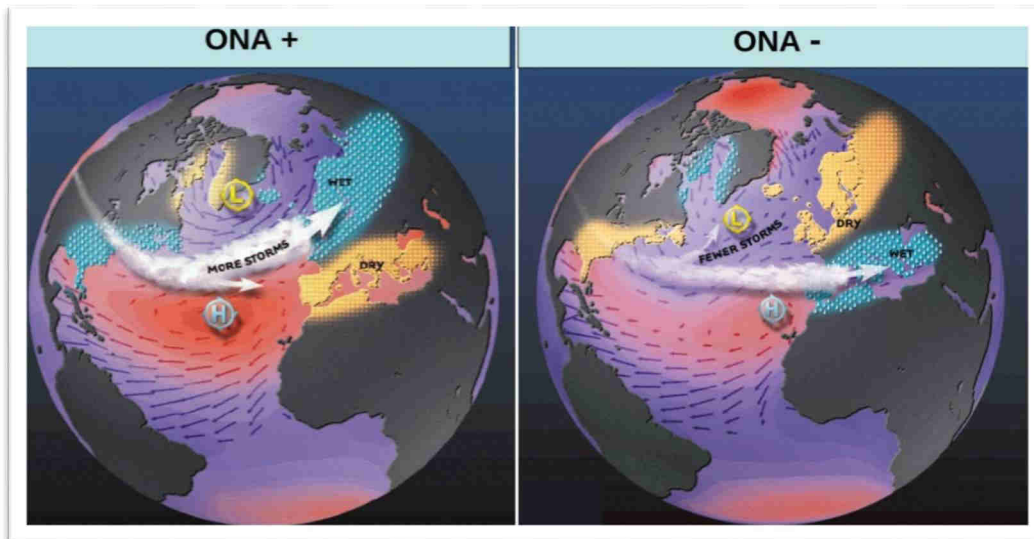 ONA +
L
WET
MORE STORMS
DRY
H
ONA -
L
DRY
FEWER STORMS
WET
H